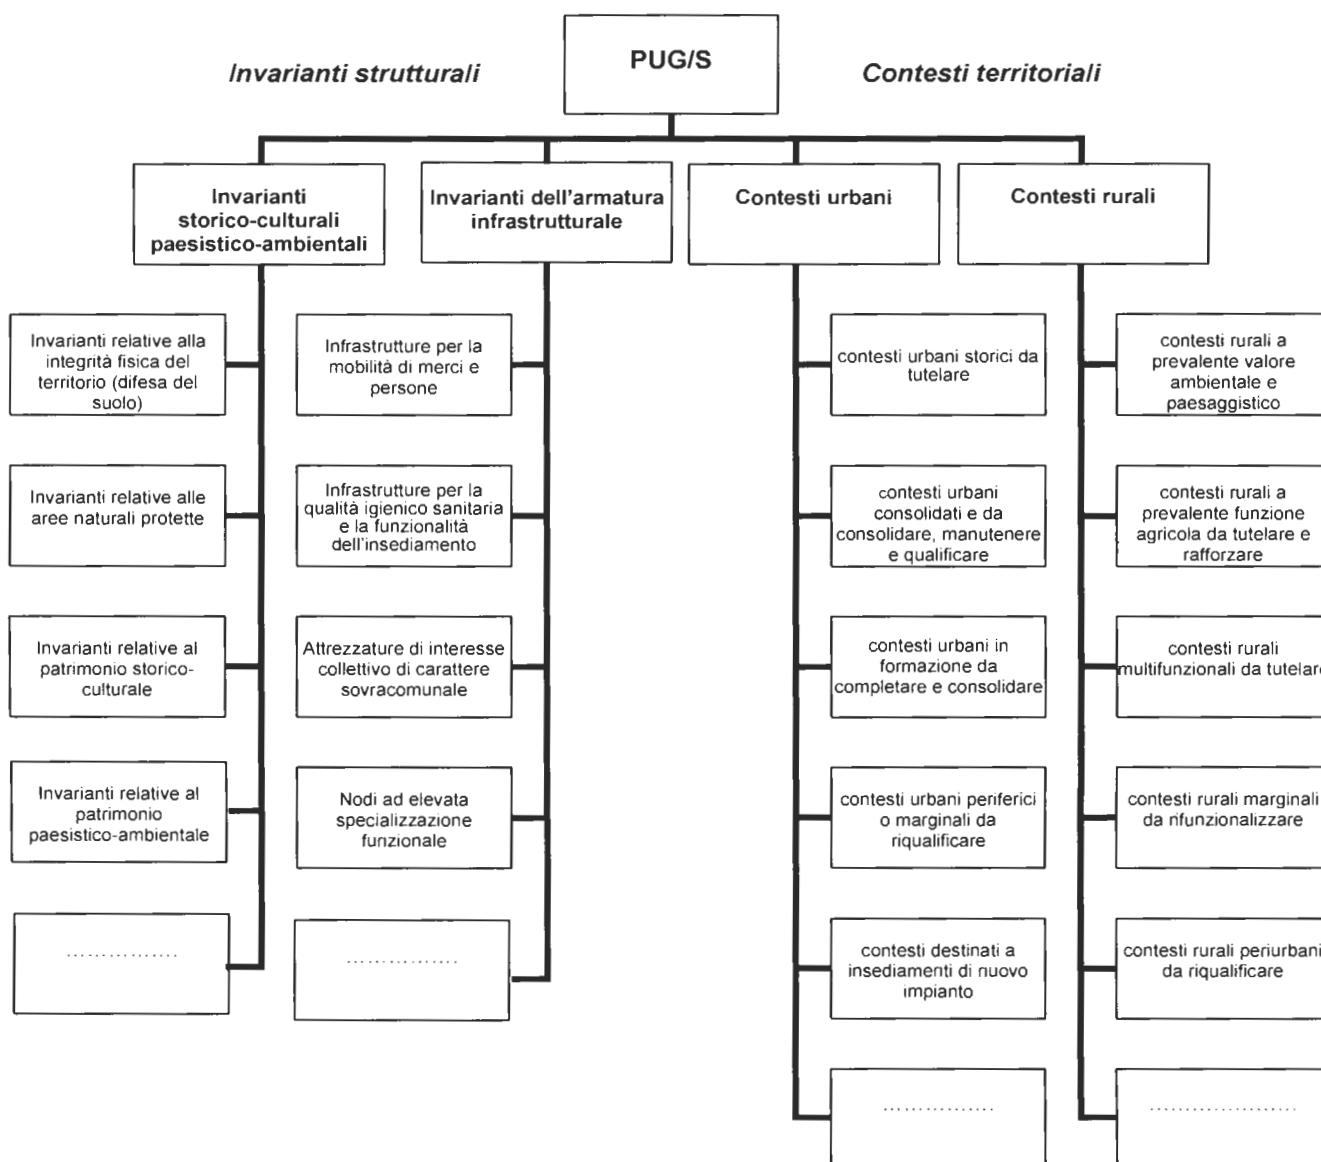 PUG/S
Invarianti strutturali
Contesti territoriali
Invarianti
storico-culturali
paesistico-ambientali
Invarianti dell'armatura
infrastrutturale
Contesti urbani
Contesti rurali
Invarianti relative alla
integrità fisica del
territorio (difesa del
suolo)
Infrastrutture per la
mobilità di merci e
persone
contesti urbani storici da
tutelare
contesti rurali a
prevalente valore
ambientale e
paesaggistico
Invarianti relative alle
aree naturali protette
Infrastrutture per la
qualità igienico sanitaria
e la funzionalità
dell'insediamento
contesti urbani
consolidati e da
consolidare, manutenere
e qualificare
contesti rurali a
prevalente funzione
agricola da tutelare e
rafforzare
Invarianti relative al
patrimonio storico-
culturale
Attrezzature di interesse
collettivo di carattere
sovracomunale
contesti urbani in
formazione da
completare e consolidare
contesti rurali
multifunzionali da tutelare
Invarianti relative al
patrimonio
paesistico-ambientale
Nodi ad elevata
specializzazione
funzionale
contesti urbani periferici
o marginali da
riqualificare
contesti rurali marginali
da rifunzionalizzare
................
................
contesti destinati a
insediamenti di nuovo
impianto
contesti rurali periurbani
da riqualificare
................
.....................